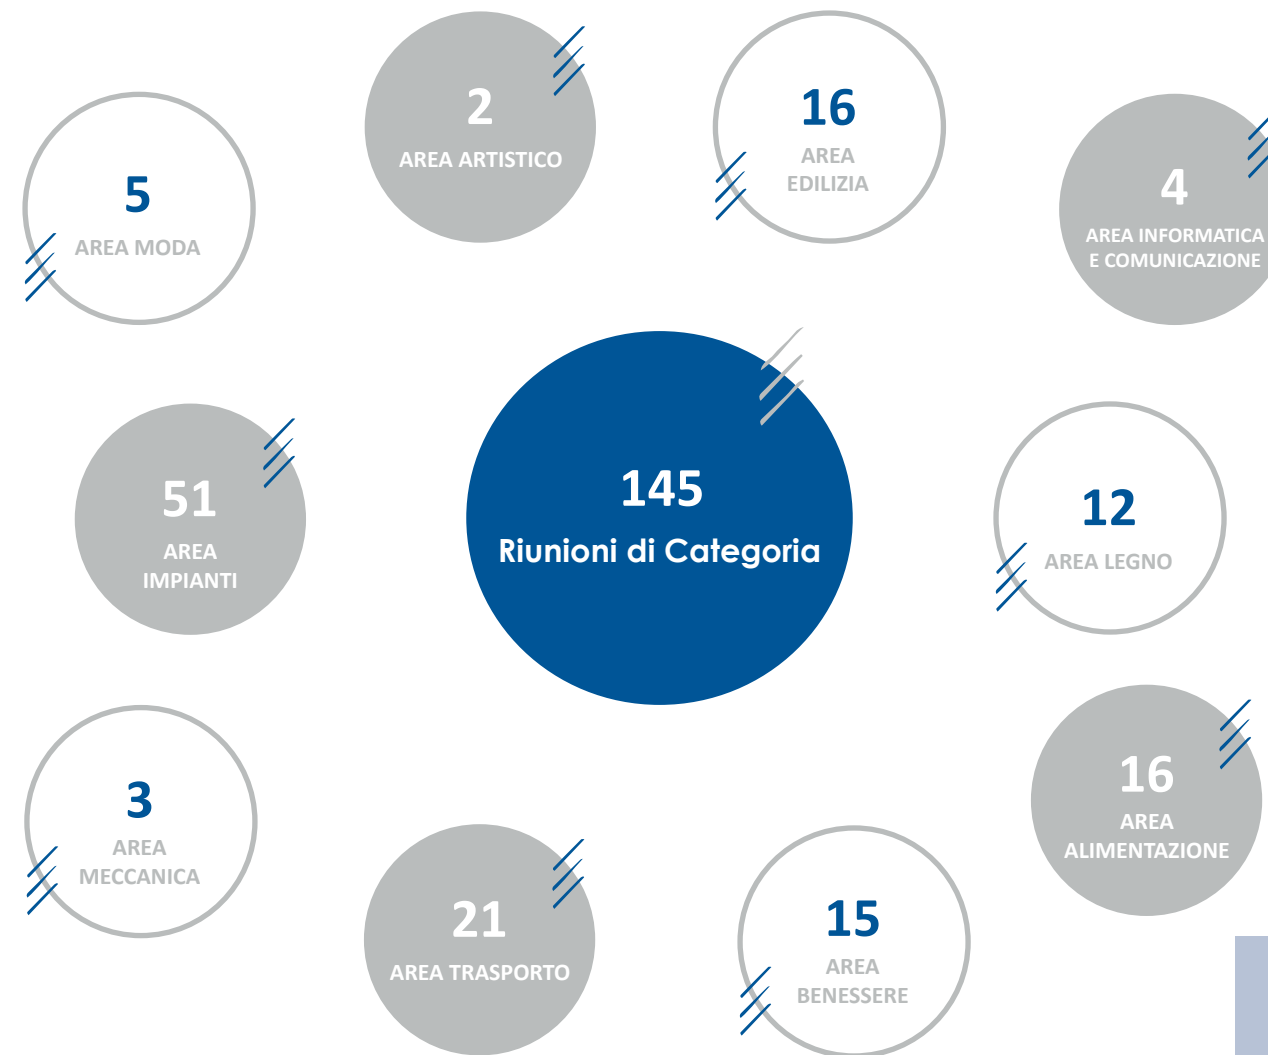 2
AREA ARTISTICO
16
AREA
EDILIZIA
5
AREA MODA
4
AREA INFORMATICA
E COMUNICAZIONE
51
AREA
IMPIANTI
145
Riunioni di Categoria
12
AREA LEGNO
3
AREA
MECCANICA
16
AREA
ALIMENTAZIONE
21
AREA TRASPORTO
15
AREA
BENESSERE